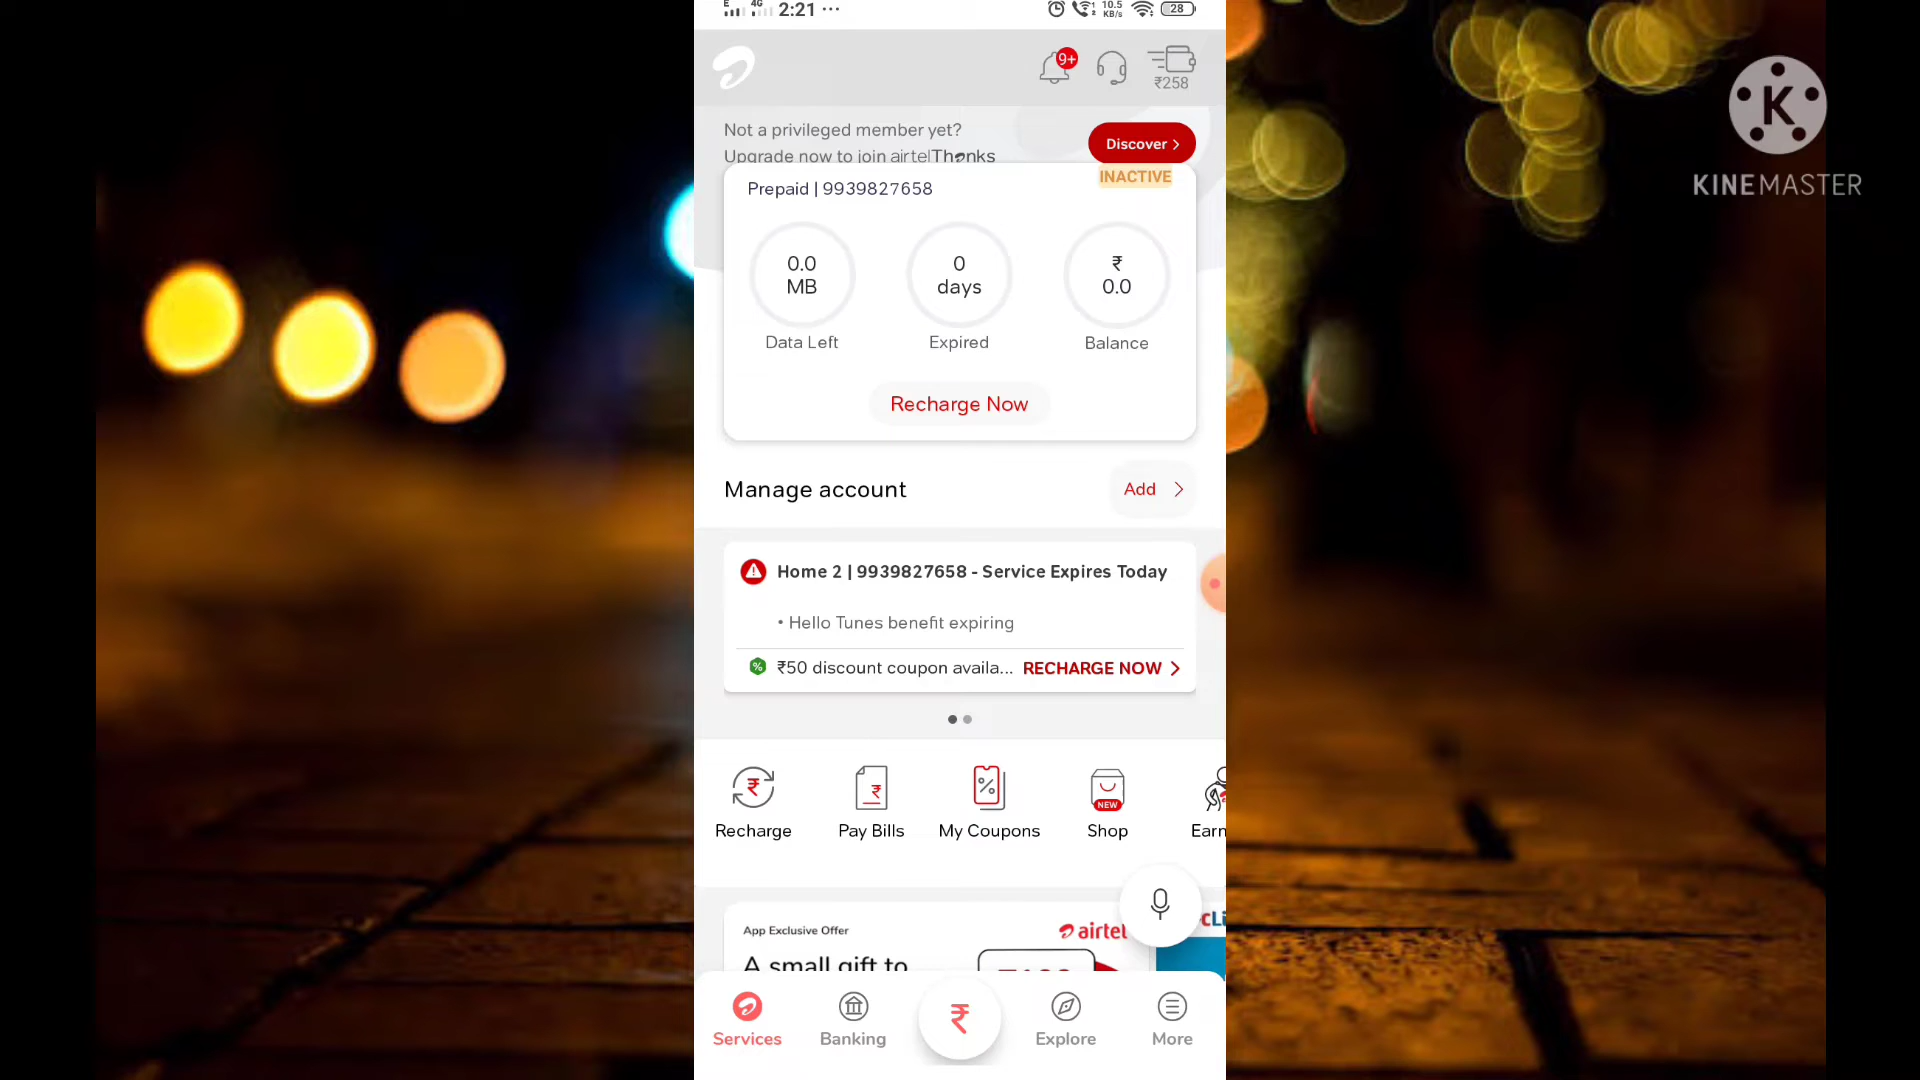 E 4G 2:21 ...
10.5 KB/s 28
9+
₹258
Not a privileged member yet?
Upgrade now to join airtelThanks
Discover >
INACTIVE
Prepaid | 9939827658
0.0 MB
0 days
₹ 0.0
Data Left
Expired
Balance
Recharge Now
Manage account
Add >
Home 2 | 9939827658 - Service Expires Today
• Hello Tunes benefit expiring
% ₹50 discount coupon availa... RECHARGE NOW >
NEW
Recharge
Pay Bills
My Coupons
Shop
Earn
App Exclusive Offer
airtel
A small gift to
Services
Banking
₹
Explore
More
K
KINEMASTER